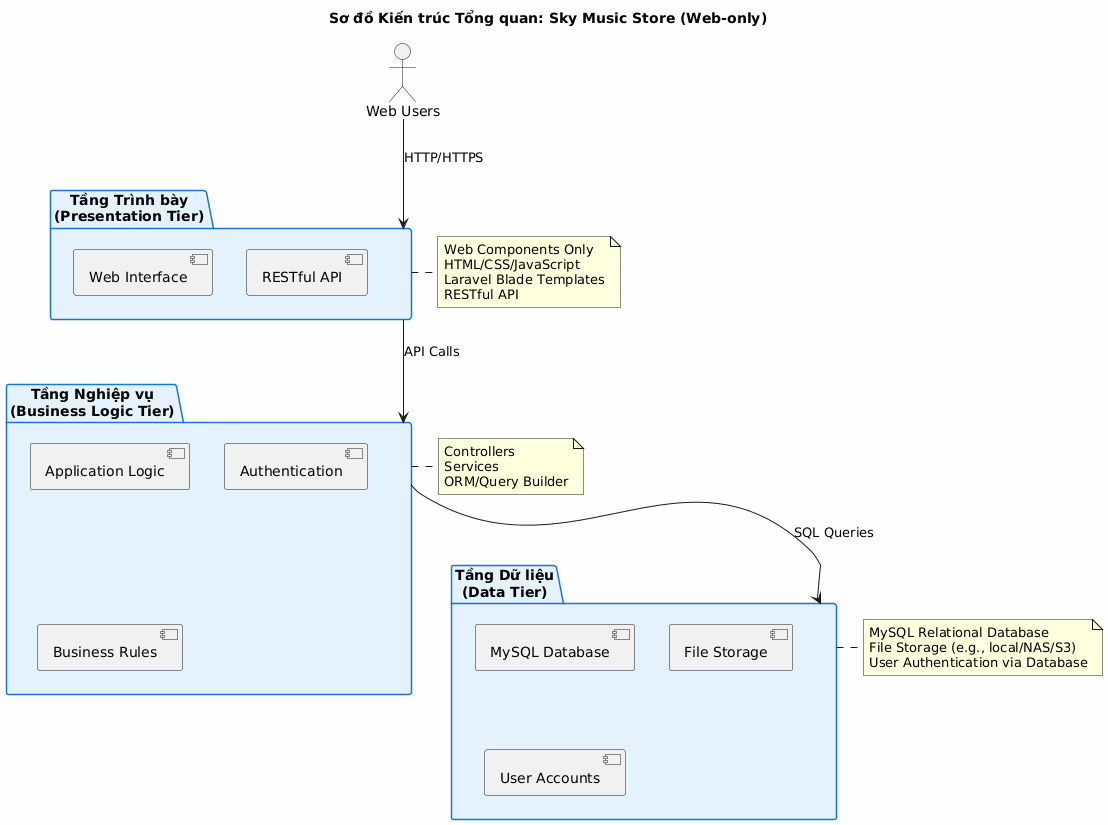 Sơ đồ Kiến trúc Tổng quan: Sky Music Store (Web-only)
Web Users
HTTP/HTTPS
Tầng Trình bày
(Presentation Tier)
Web Interface
RESTful API
Web Components Only
HTML/CSS/JavaScript
Laravel Blade Templates
RESTful API
API Calls
Tầng Nghiệp vụ
(Business Logic Tier)
Application Logic
Authentication
Business Rules
Controllers
Services
ORM/Query Builder
SQL Queries
Tầng Dữ liệu
(Data Tier)
MySQL Database
File Storage
User Accounts
MySQL Relational Database
File Storage (e.g., local/NAS/S3)
User Authentication via Database